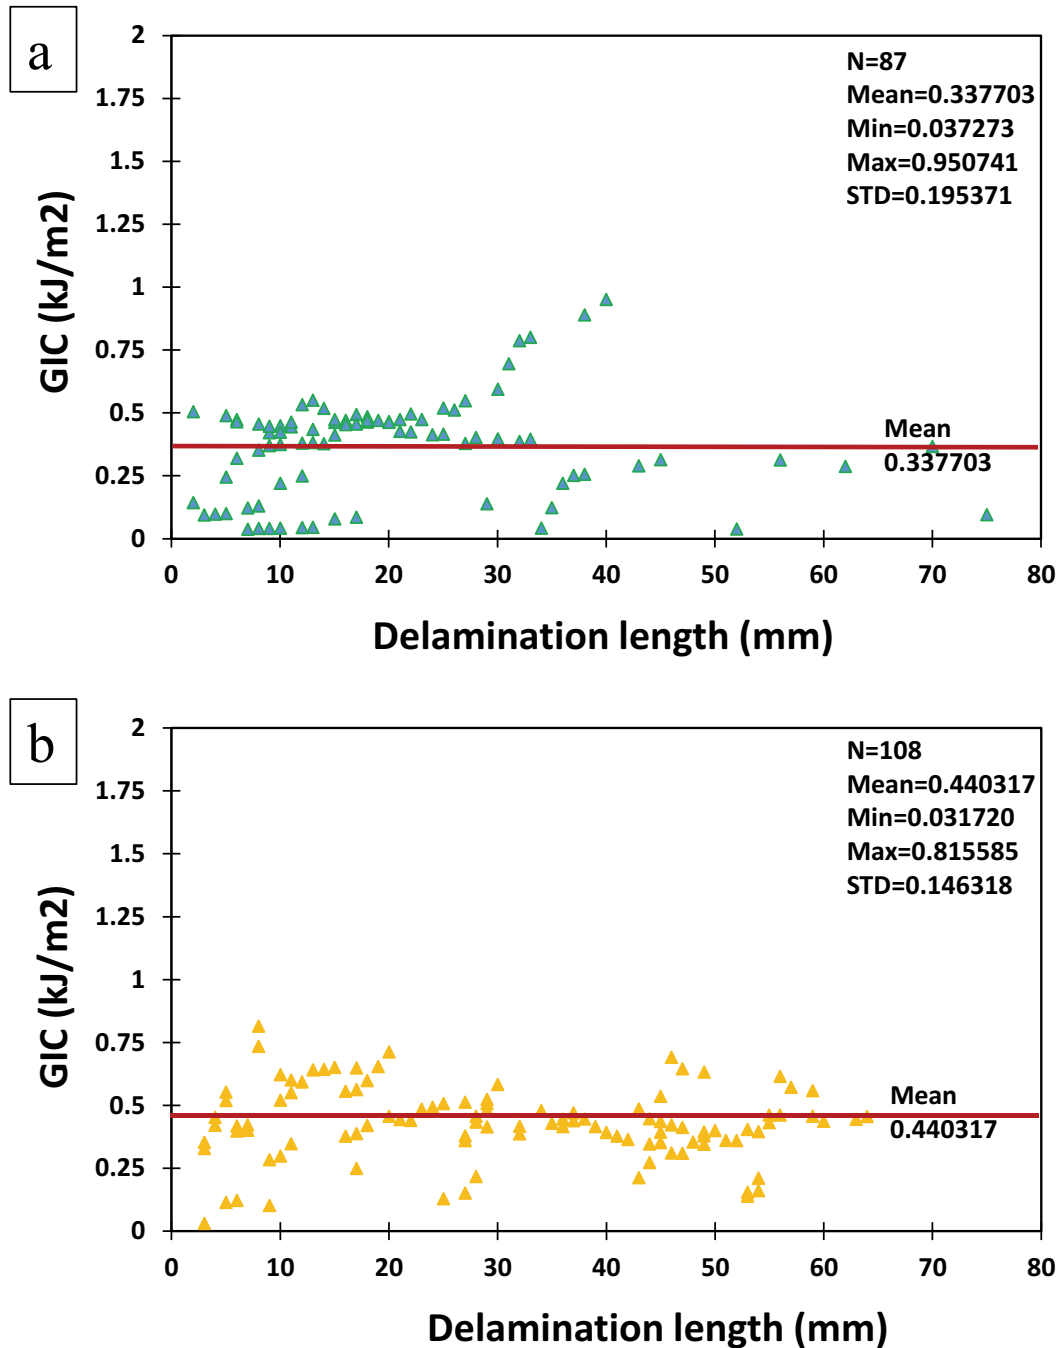 a
2
1.75
1.5
1.25
1
0.75
0.5
0.25
0
GIC (kJ/m2)
N=87
Mean=0.337703
Min=0.037273
Max=0.950741
STD=0.195371
Mean
0.337703
0 10 20 30 40 50 60 70 80
Delamination length (mm)
b
2
1.75
1.5
1.25
1
0.75
0.5
0.25
0
GIC (kJ/m2)
N=108
Mean=0.440317
Min=0.031720
Max=0.815585
STD=0.146318
Mean
0.440317
0 10 20 30 40 50 60 70 80
Delamination length (mm)